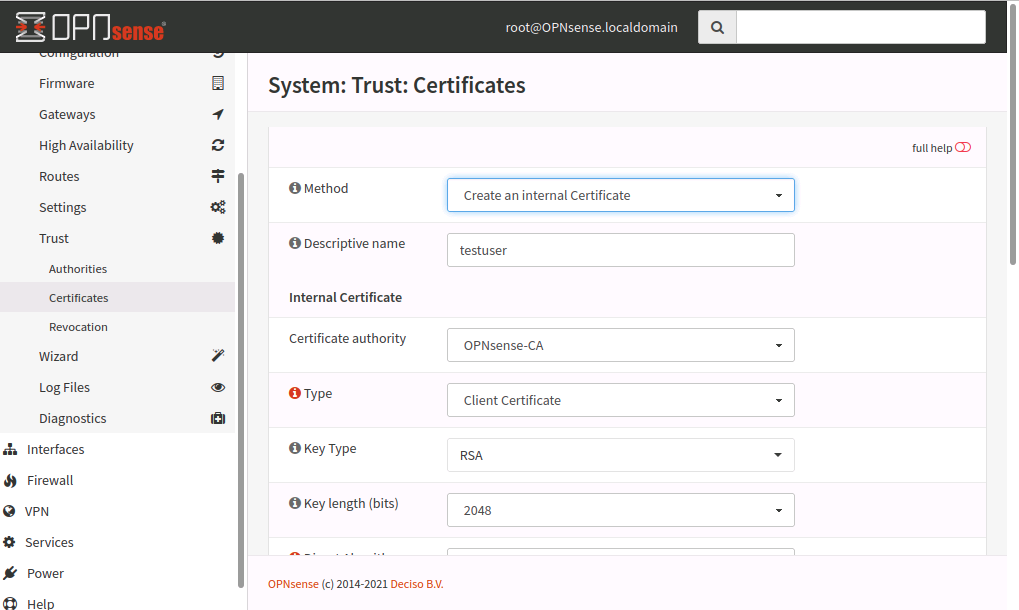 OPNsense
root@OPNsense.localdomain
Configuration
Firmware
Gateways
High Availability
Routes
Settings
Trust
Authorities
Certificates
Revocation
Wizard
Log Files
Diagnostics
Interfaces
Firewall
VPN
Services
Power
Help
System: Trust: Certificates
full help
Method
Create an internal Certificate
Descriptive name
testuser
Internal Certificate
Certificate authority
OPNsense-CA
Type
Client Certificate
Key Type
RSA
Key length (bits)
2048
OPNsense (c) 2014-2021 Deciso B.V.